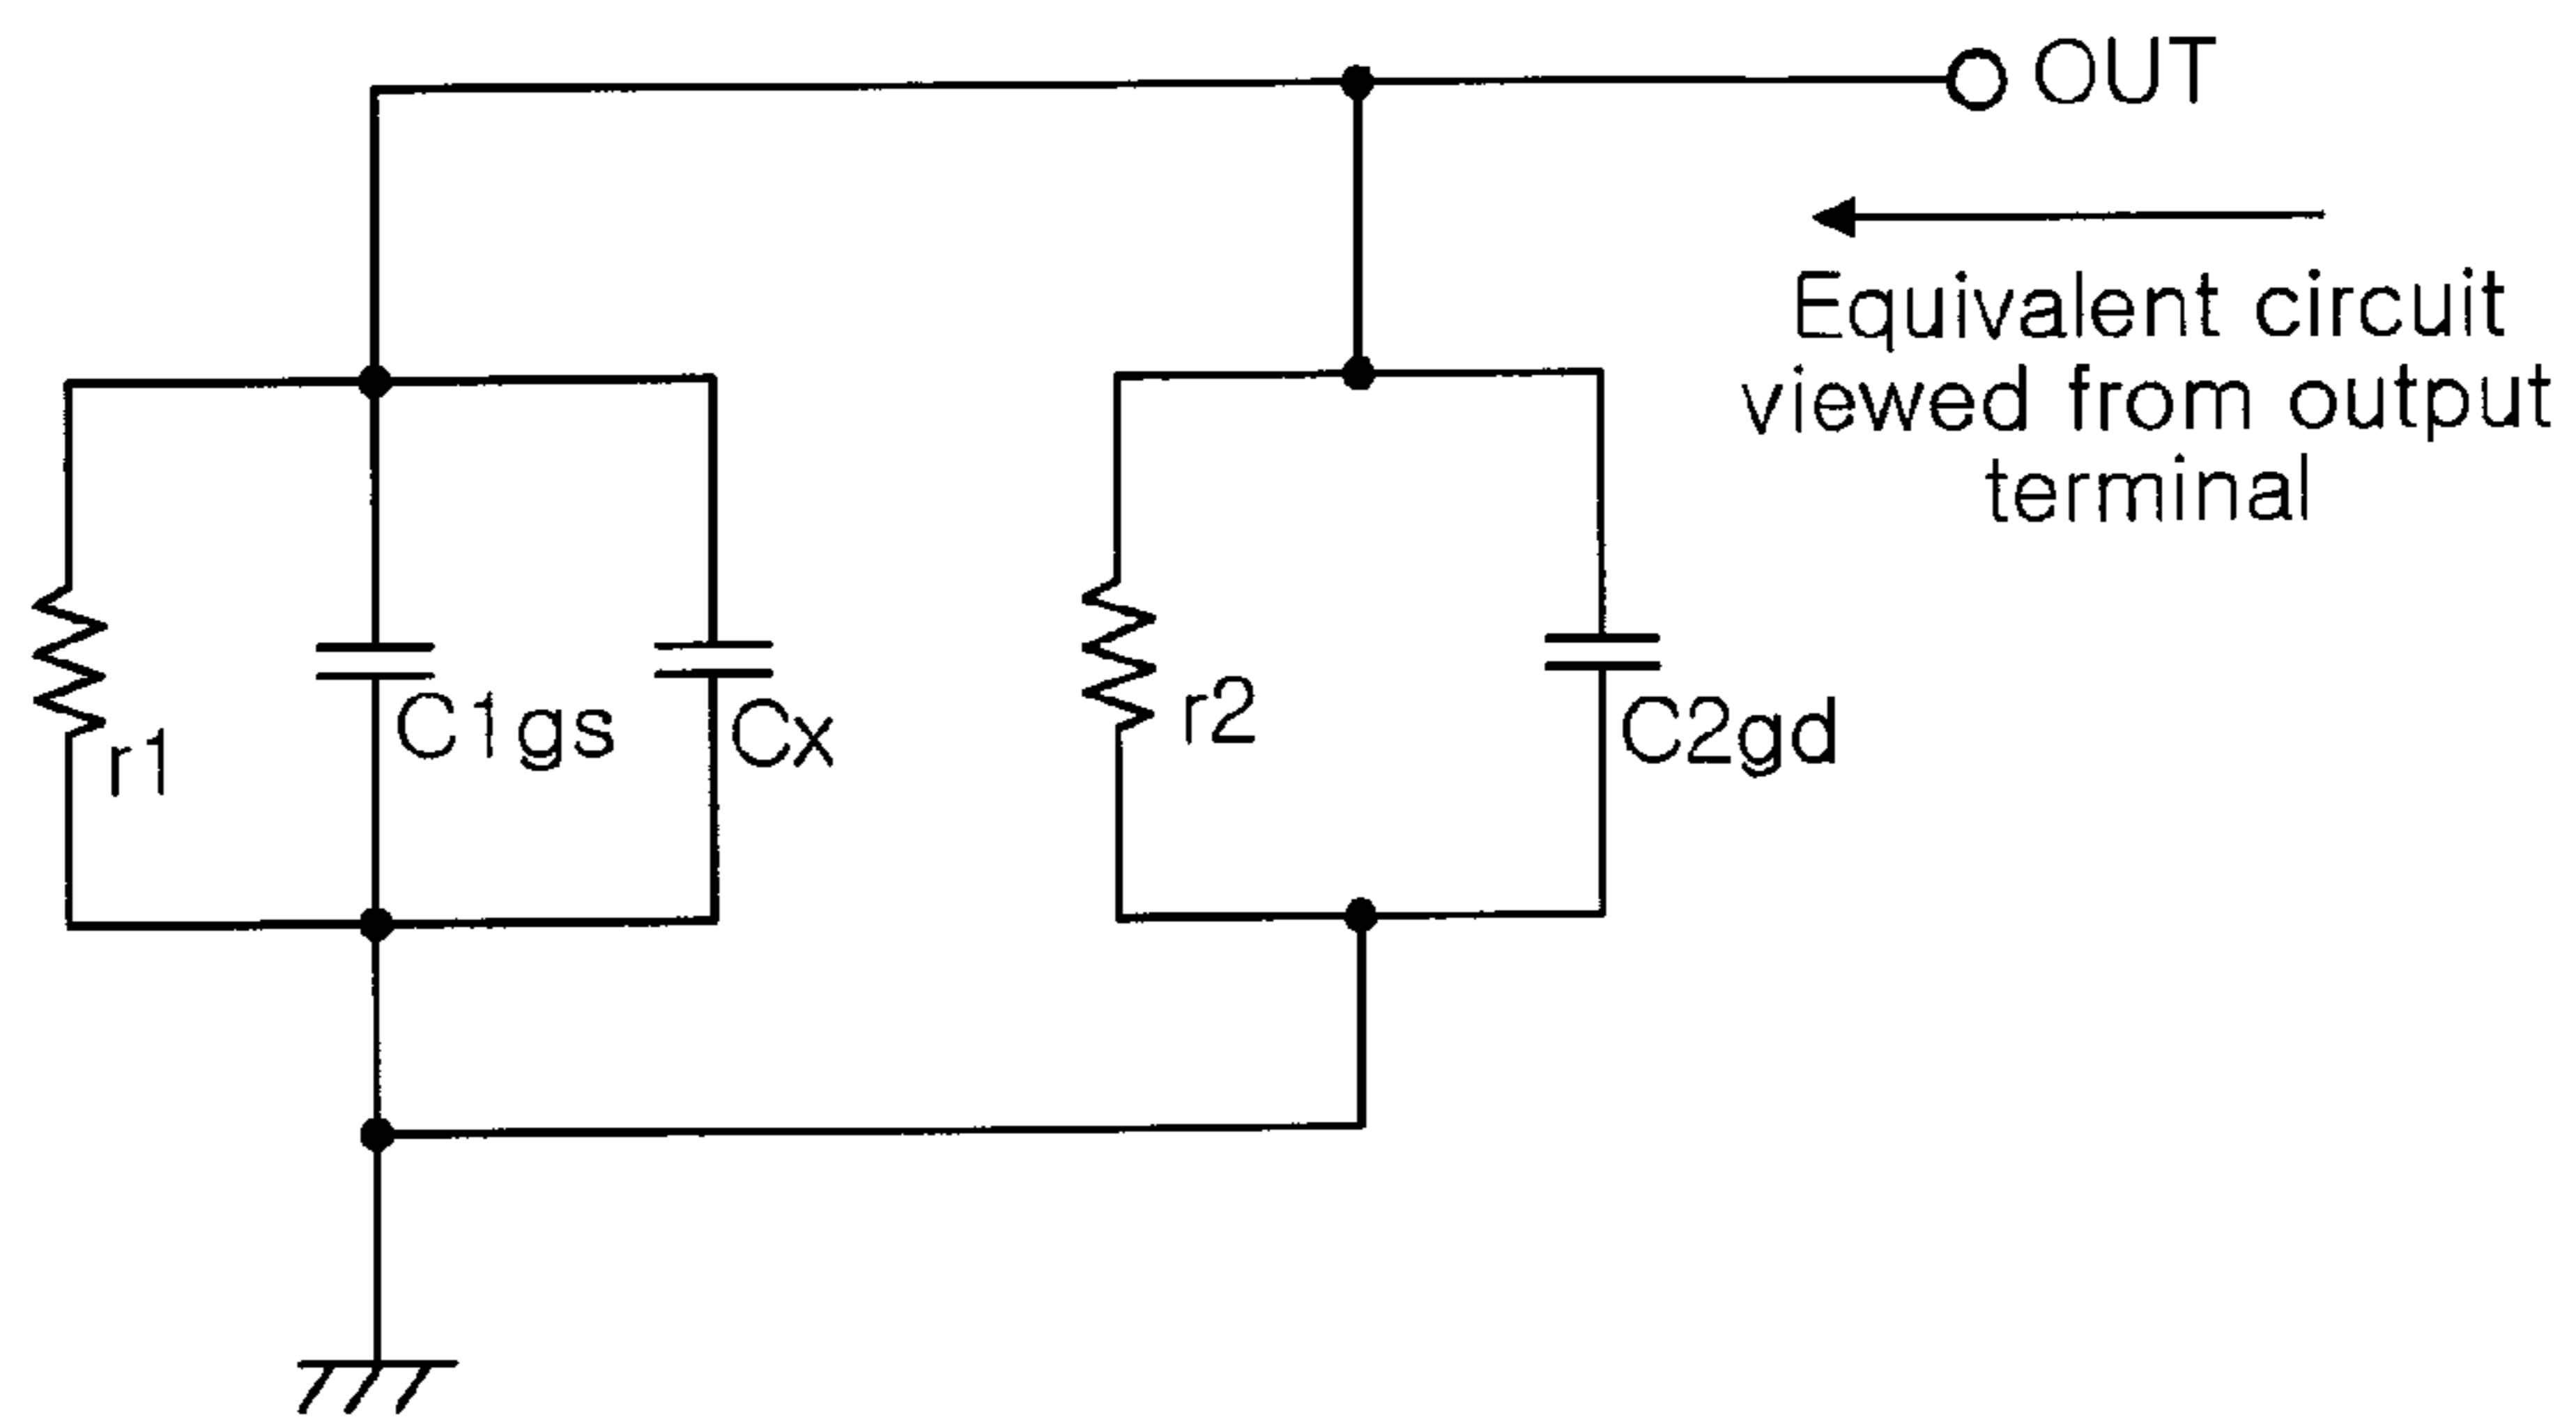 OUT
Equivalent circuit
viewed from output
terminal
r1
C1gs
Cx
r2
C2gd